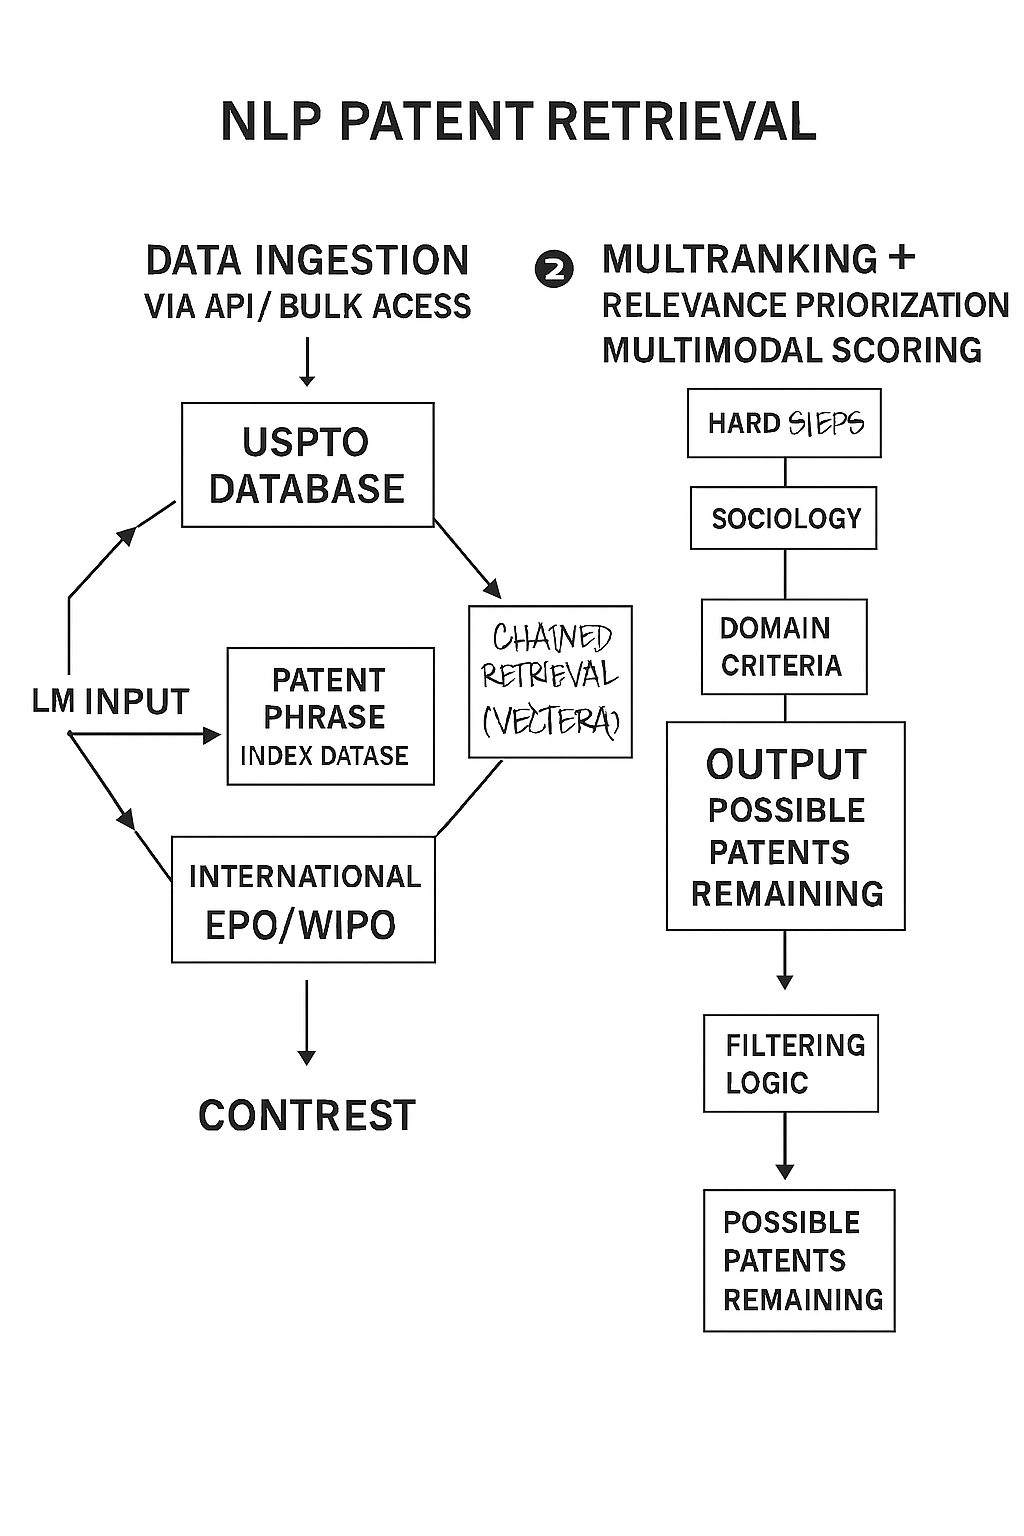 NLP PATENT RETRIEVAL
DATA INGESTION
VIA API/BULK ACESS
USPTO
DATABASE
LM INPUT
PATENT
PHRASE
INDEX DATASE
CHAINED
RETRIEVAL
(VECTERA)
INTERNATIONAL
EPO/WIPO
CONTREST
2 MULTRANKING +
RELEVANCE PRIORIZATION
MULTIMODAL SCORING
HARD SIEPS
SOCIOLOGY
DOMAIN
CRITERIA
OUTPUT
POSSIBLE
PATENTS
REMAINING
FILTERING
LOGIC
POSSIBLE
PATENTS
REMAINING